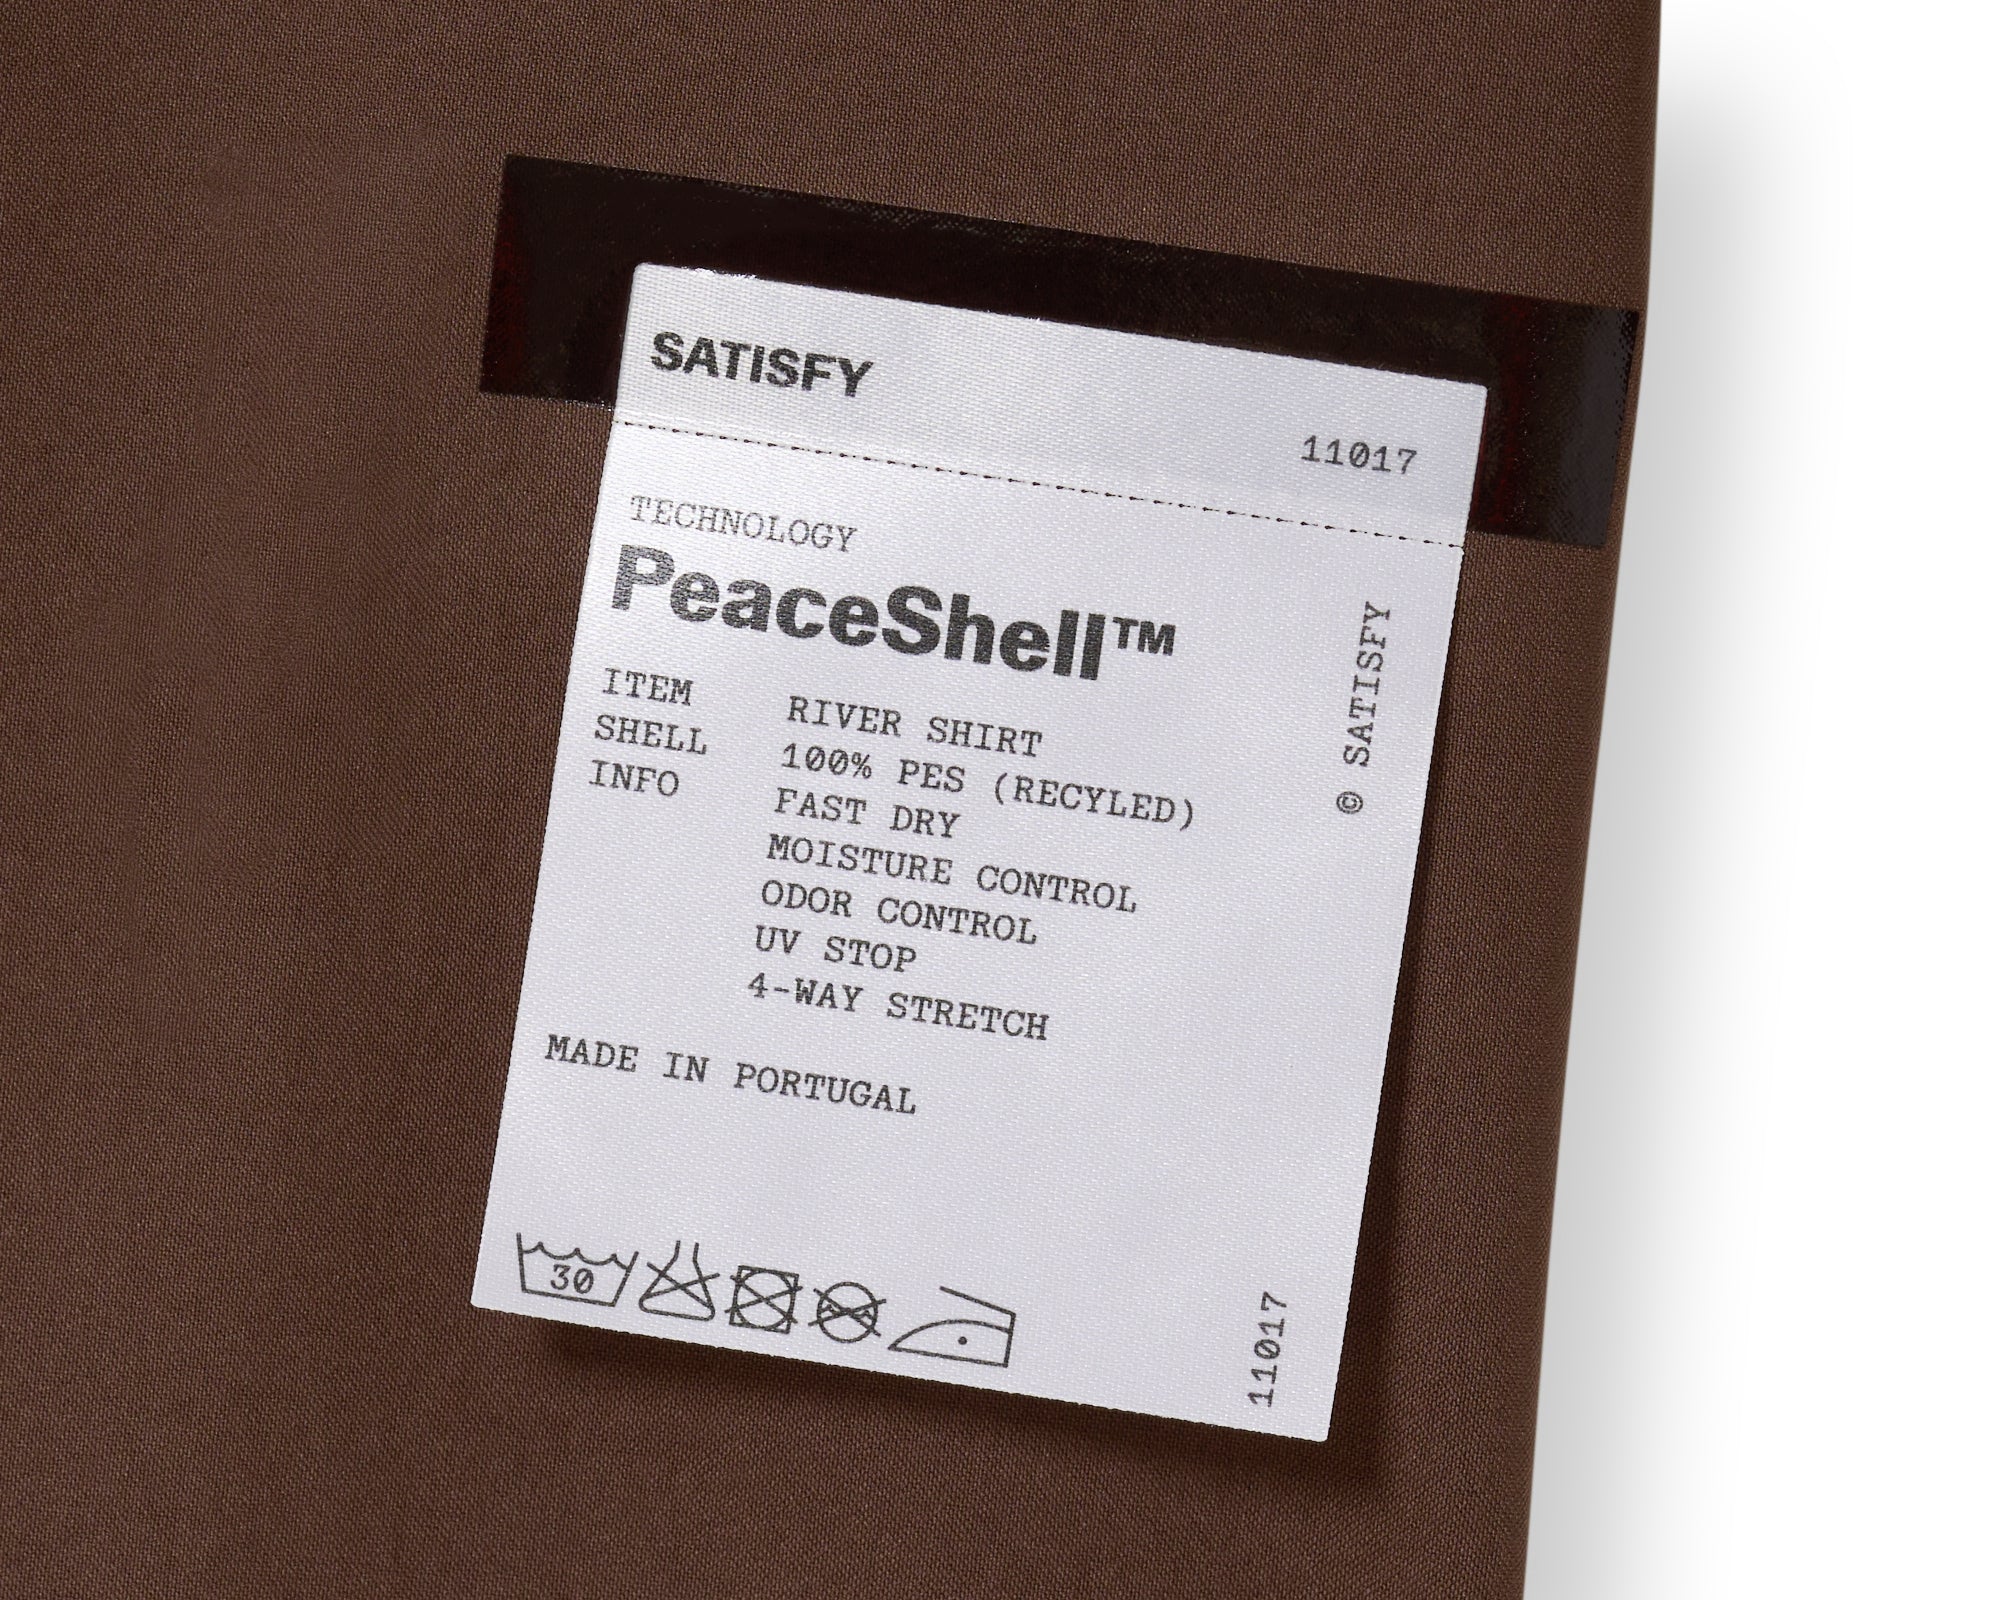 SATISFY
11017
TECHNOLOGY
PeaceShell™
ITEM RIVER SHIRT
SHELL 100% PES (RECYLED)
INFO FAST DRY
MOISTURE CONTROL
ODOR CONTROL
UV STOP
4-WAY STRETCH
MADE IN PORTUGAL
© SATISFY
30
11017